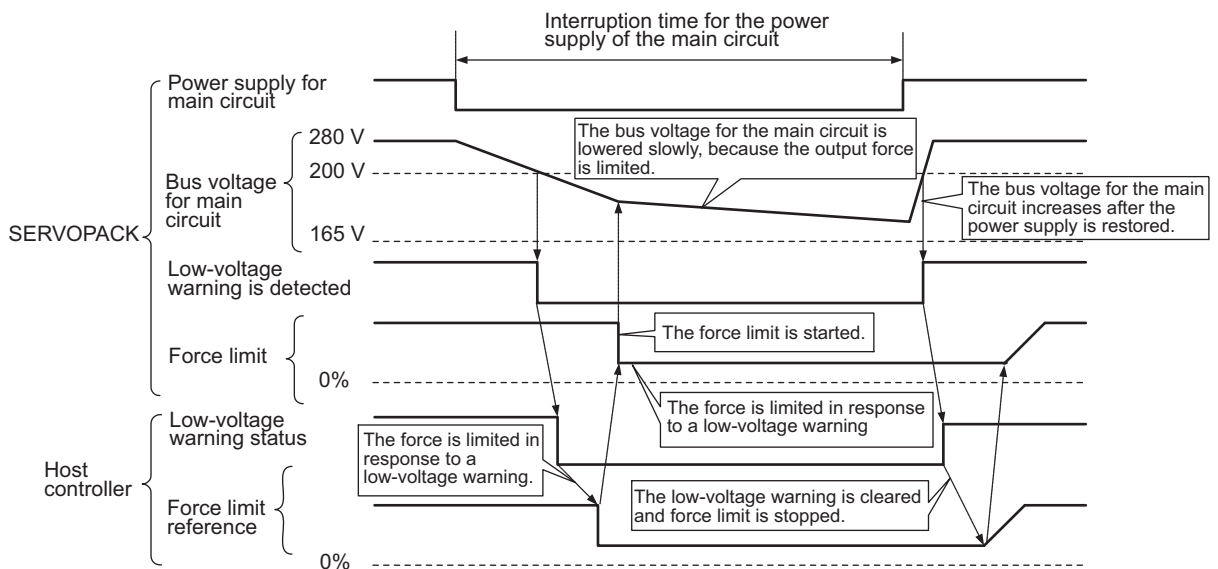 Interruption time for the power
supply of the main circuit
Power supply for
main circuit
280 V
200 V
Bus voltage
for main
circuit
165 V
The bus voltage for the main circuit is
lowered slowly, because the output force
is limited.
The bus voltage for the main
circuit increases after the
power supply is restored.
SERVOPACK
Low-voltage
warning is detected
The force limit is started.
Force limit
0%
The force is limited in response
to a low-voltage warning
Low-voltage
warning status
The force is limited in
response to a
low-voltage warning.
Host
controller
The low-voltage warning is cleared
and force limit is stopped.
Force limit
reference
0%